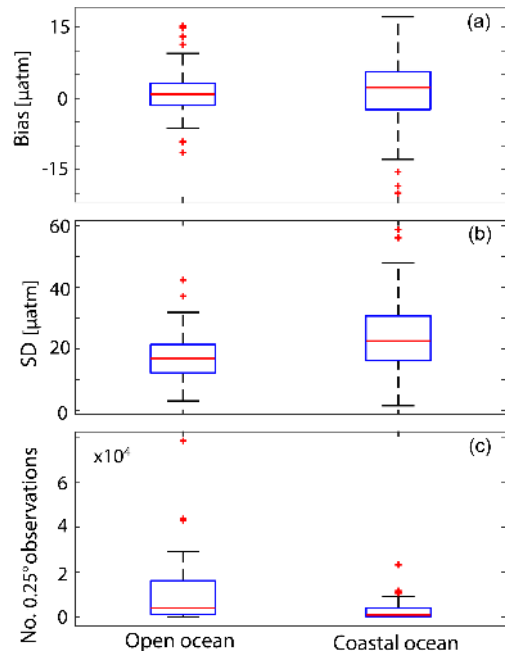 (a)
Bias [µatm]
15
0
-15
(b)
SD [µatm]
60
40
20
0
(c)
No. 0.25° observations
x10⁴
6
4
2
0
Open ocean
Coastal ocean